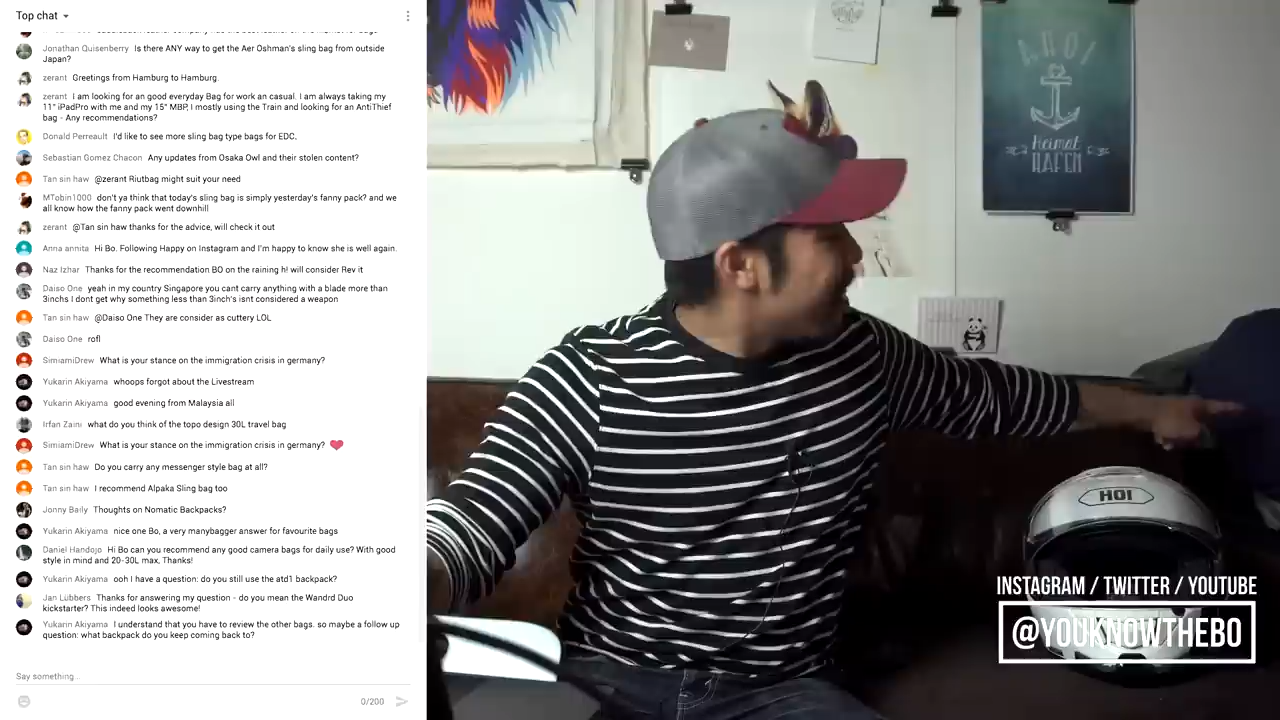 Top chat
Jonathan Quisenberry Is there ANY way to get the Aer Oshman's sling bag from outside
Japan?
zerant Greetings from Hamburg to Hamburg.
zerant I am looking for an good everyday Bag for work an casual. I am always taking my
11" iPadPro with me and my 15" MBP, I mostly using the Train and looking for an AntiThief
bag - Any recommendations?
Donald Perreault I'd like to see more sling bag type bags for EDC.
Sebastian Gomez Chacon Any updates from Osaka Owl and their stolen content?
Tan sin haw @zerant Riutbag might suit your need
MTobin1000 don't ya think that today's sling bag is simply yesterday's fanny pack? and we
all know how the fanny pack went downhill
zerant @Tan sin haw thanks for the advice, will check it out
Anna annita Hi Bo. Following Happy on Instagram and I'm happy to know she is well again.
Naz Izhar Thanks for the recommendation BO on the raining h! will consider Rev it
Daiso One yeah in my country Singapore you cant carry anything with a blade more than
3inchs I dont get why something less than 3inch's isnt considered a weapon
Tan sin haw @Daiso One They are consider as cuttery LOL
Daiso One rofl
SimiamiDrew What is your stance on the immigration crisis in germany?
Yukarin Akiyama whoops forgot about the Livestream
Yukarin Akiyama good evening from Malaysia all
Irfan Zaini what do you think of the topo design 30L travel bag
SimiamiDrew What is your stance on the immigration crisis in germany?
Tan sin haw Do you carry any messenger style bag at all?
Tan sin haw I recommend Alpaka Sling bag too
Jonny Baily Thoughts on Nomatic Backpacks?
Yukarin Akiyama nice one Bo, a very manybagger answer for favourite bags
Daniel Handojo Hi Bo can you recommend any good camera bags for daily use? With good
style in mind and 20-30L max, Thanks!
Yukarin Akiyama ooh I have a question: do you still use the atd1 backpack?
Jan Lübbers Thanks for answering my question - do you mean the Wandrd Duo
kickstarter? This indeed looks awesome!
Yukarin Akiyama I understand that you have to review the other bags. so maybe a follow up
question: what backpack do you keep coming back to?
Say something...
0/200
AHOI
Heimat
HAFEN
HOI
INSTAGRAM / TWITTER / YOUTUBE
@YOUKNOWTHEBO